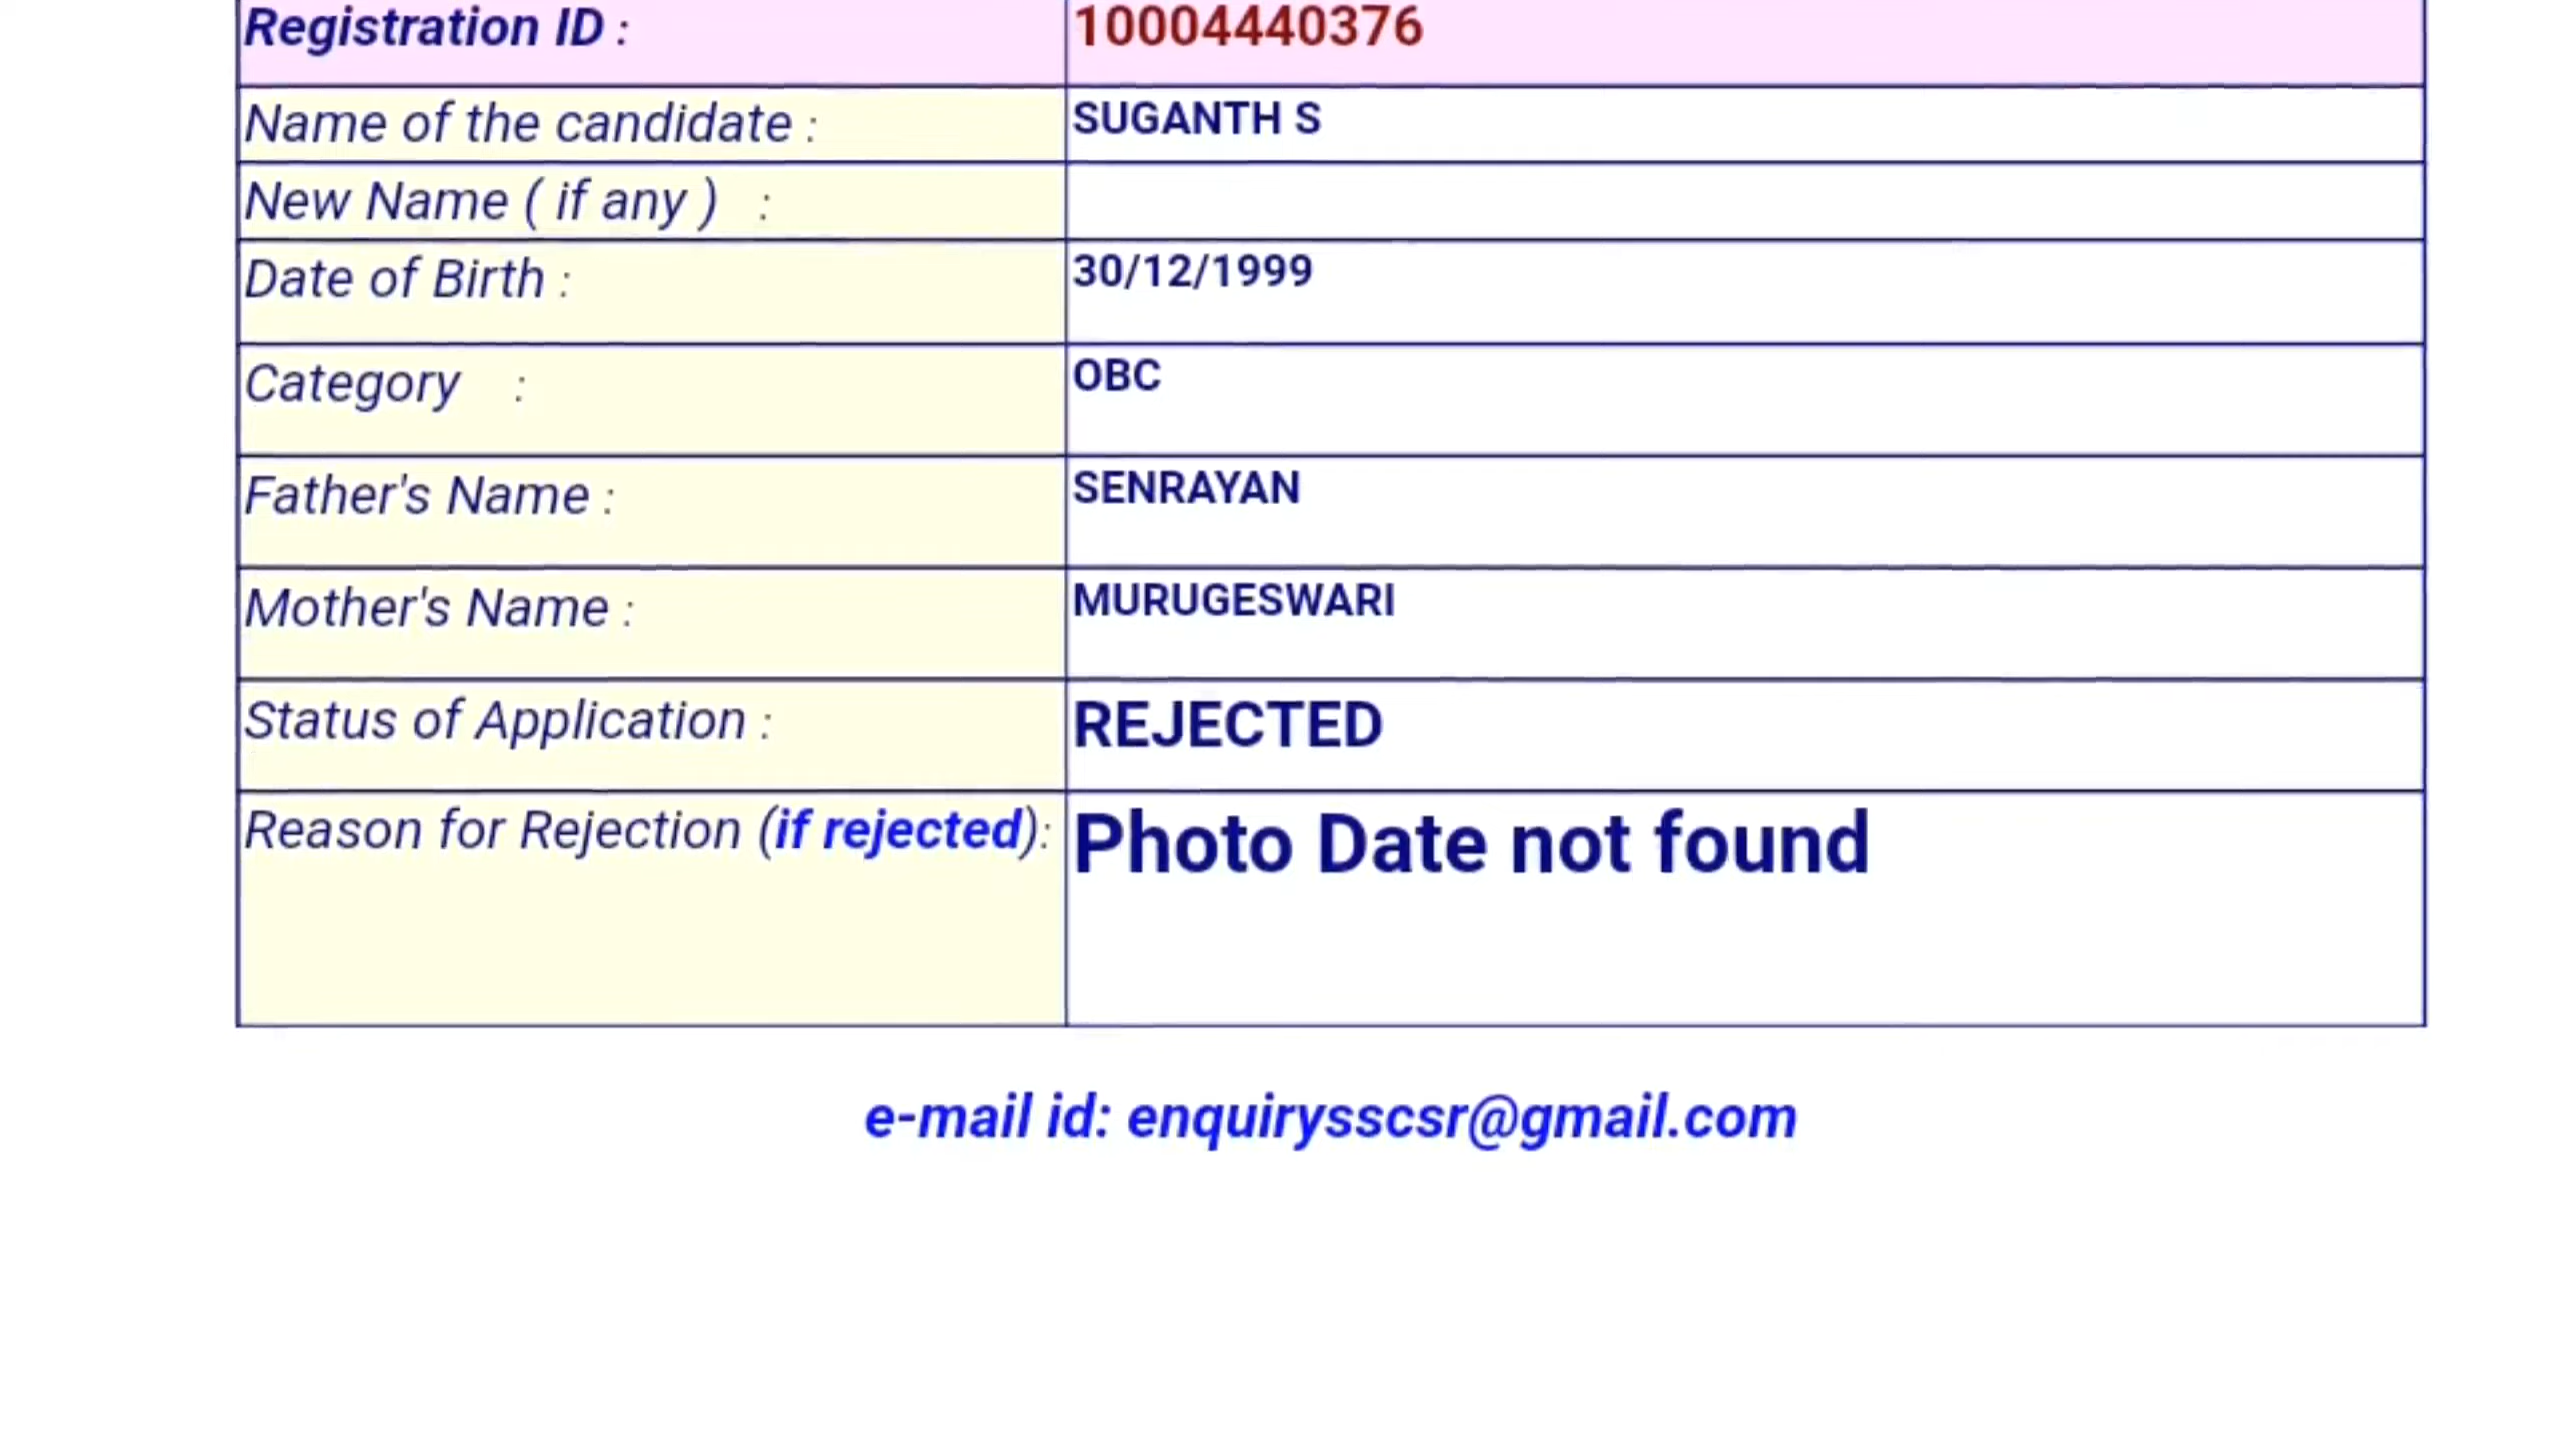 Registration ID : 10004440376
Name of the candidate : SUGANTH S
New Name ( if any ) :
Date of Birth : 30/12/1999
Category : OBC
Father's Name : SENRAYAN
Mother's Name : MURUGESWARI
Status of Application : REJECTED
Reason for Rejection (if rejected): Photo Date not found
e-mail id: enquirysscsr@gmail.com